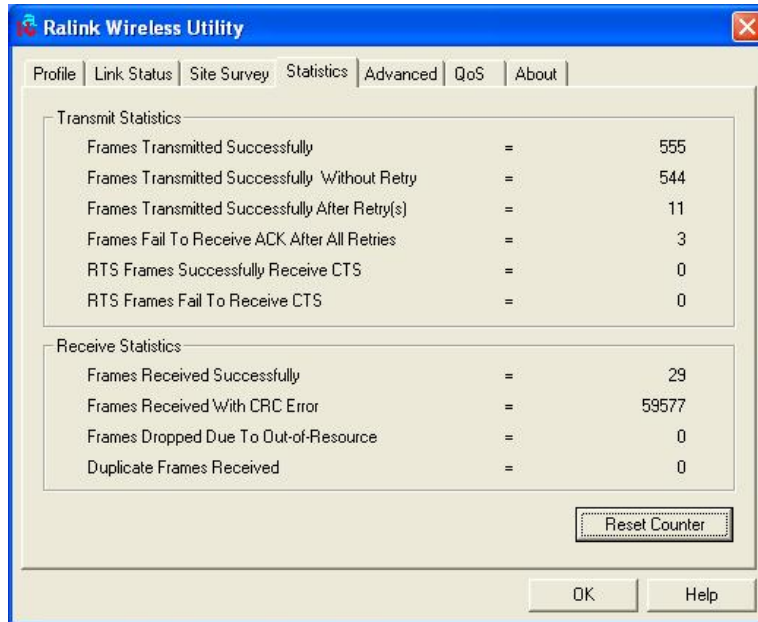 Ralink Wireless Utility
Profile Link Status Site Survey Statistics Advanced QoS About
Transmit Statistics
Frames Transmitted Successfully = 555
Frames Transmitted Successfully Without Retry = 544
Frames Transmitted Successfully After Retry(s) = 11
Frames Fail To Receive ACK After All Retries = 3
RTS Frames Successfully Receive CTS = 0
RTS Frames Fail To Receive CTS = 0
Receive Statistics
Frames Received Successfully = 29
Frames Received With CRC Error = 59577
Frames Dropped Due To Out-of-Resource = 0
Duplicate Frames Received = 0
Reset Counter
OK Help